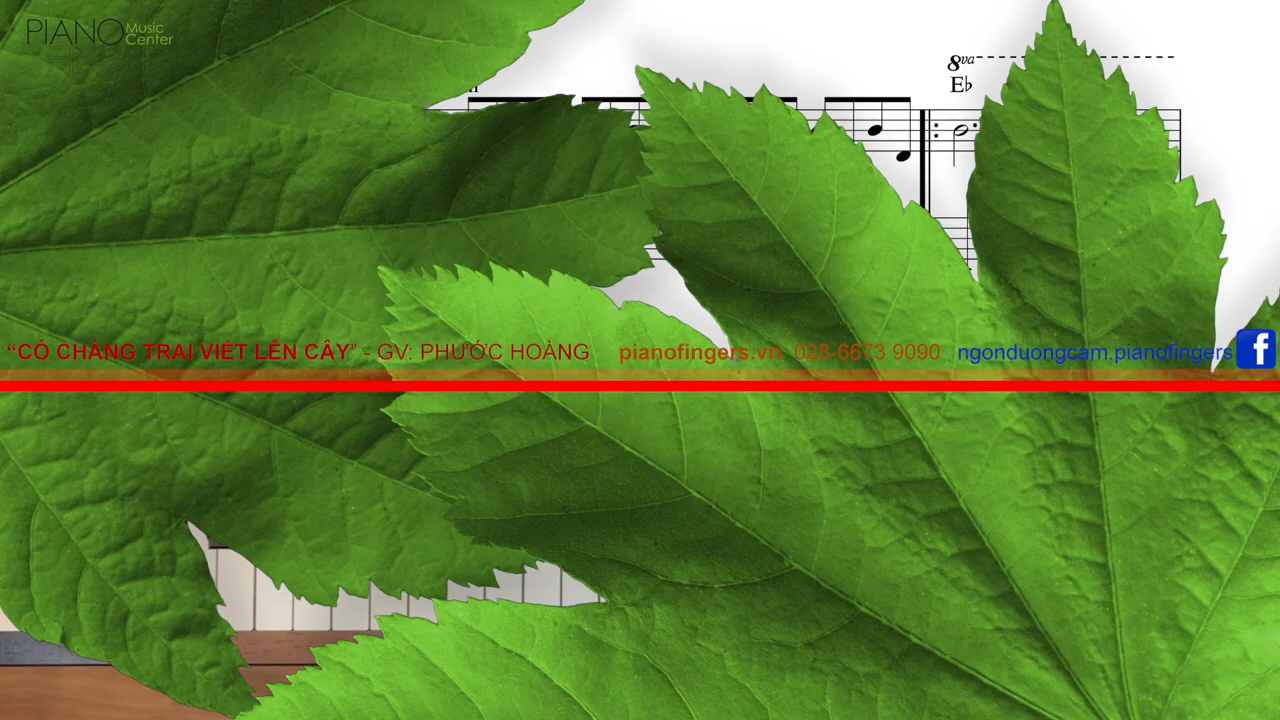 PIANO Music Center
8va
E♭
“CÓ CHÀNG TRAI VIẾT LÊN CÂY” - GV: PHƯỚC HOÀNG pianofingers.vn 028-6673 9090 ngonduongcam.pianofingers f